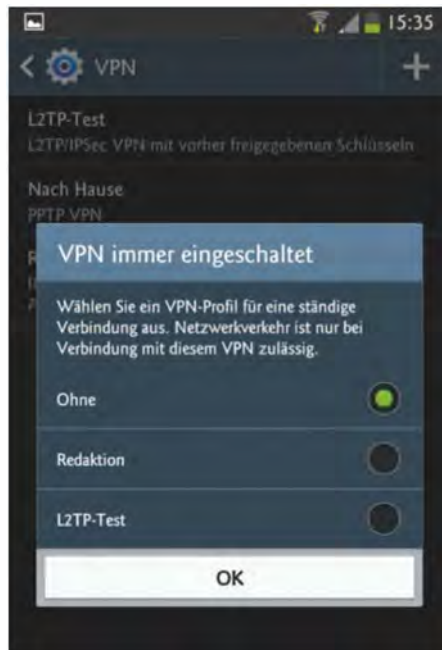 15:35
VPN
L2TP-Test
L2TP/IPSec VPN mit vorher freigegebenen Schlüsseln
Nach Hause
PPTP VPN
VPN immer eingeschaltet
Wählen Sie ein VPN-Profil für eine ständige
Verbindung aus. Netzwerkverkehr ist nur bei
Verbindung mit diesem VPN zulässig.
Ohne
Redaktion
L2TP-Test
OK